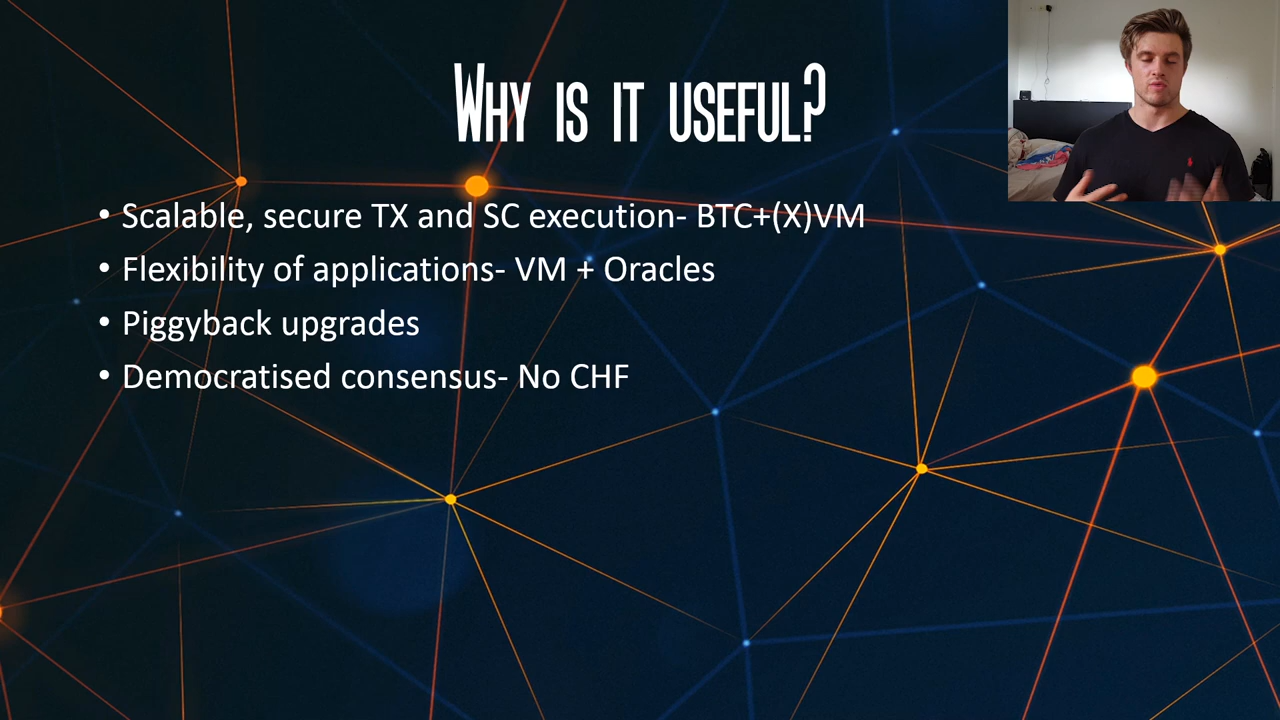 WHY IS IT USEFUL?
• Scalable, secure TX and SC execution- BTC+(X)VM
• Flexibility of applications- VM + Oracles
• Piggyback upgrades
• Democratised consensus- No CHF